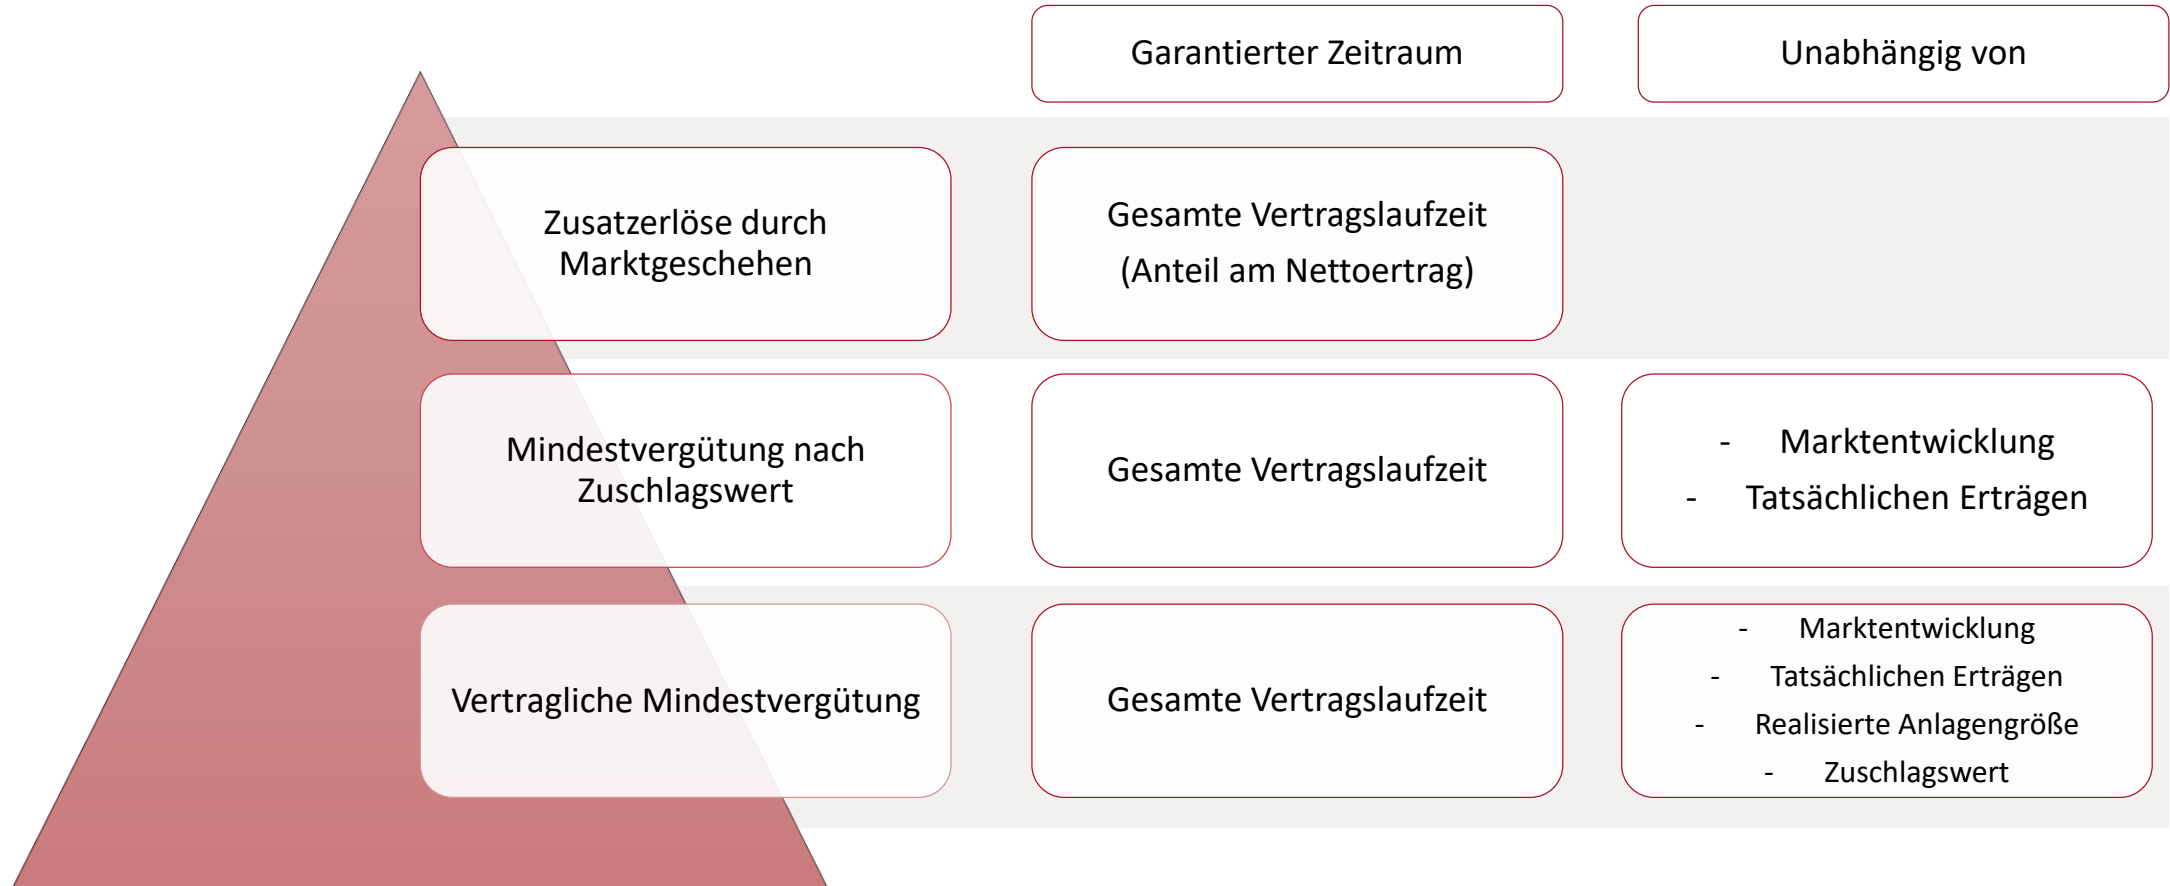 Garantierter Zeitraum
Unabhängig von
Zusatzerlöse durch
Marktgeschehen
Gesamte Vertragslaufzeit
(Anteil am Nettoertrag)
Mindestvergütung nach
Zuschlagswert
Gesamte Vertragslaufzeit
- Marktentwicklung
- Tatsächlichen Erträgen
Vertragliche Mindestvergütung
Gesamte Vertragslaufzeit
- Marktentwicklung
- Tatsächlichen Erträgen
- Realisierte Anlagengröße
- Zuschlagswert